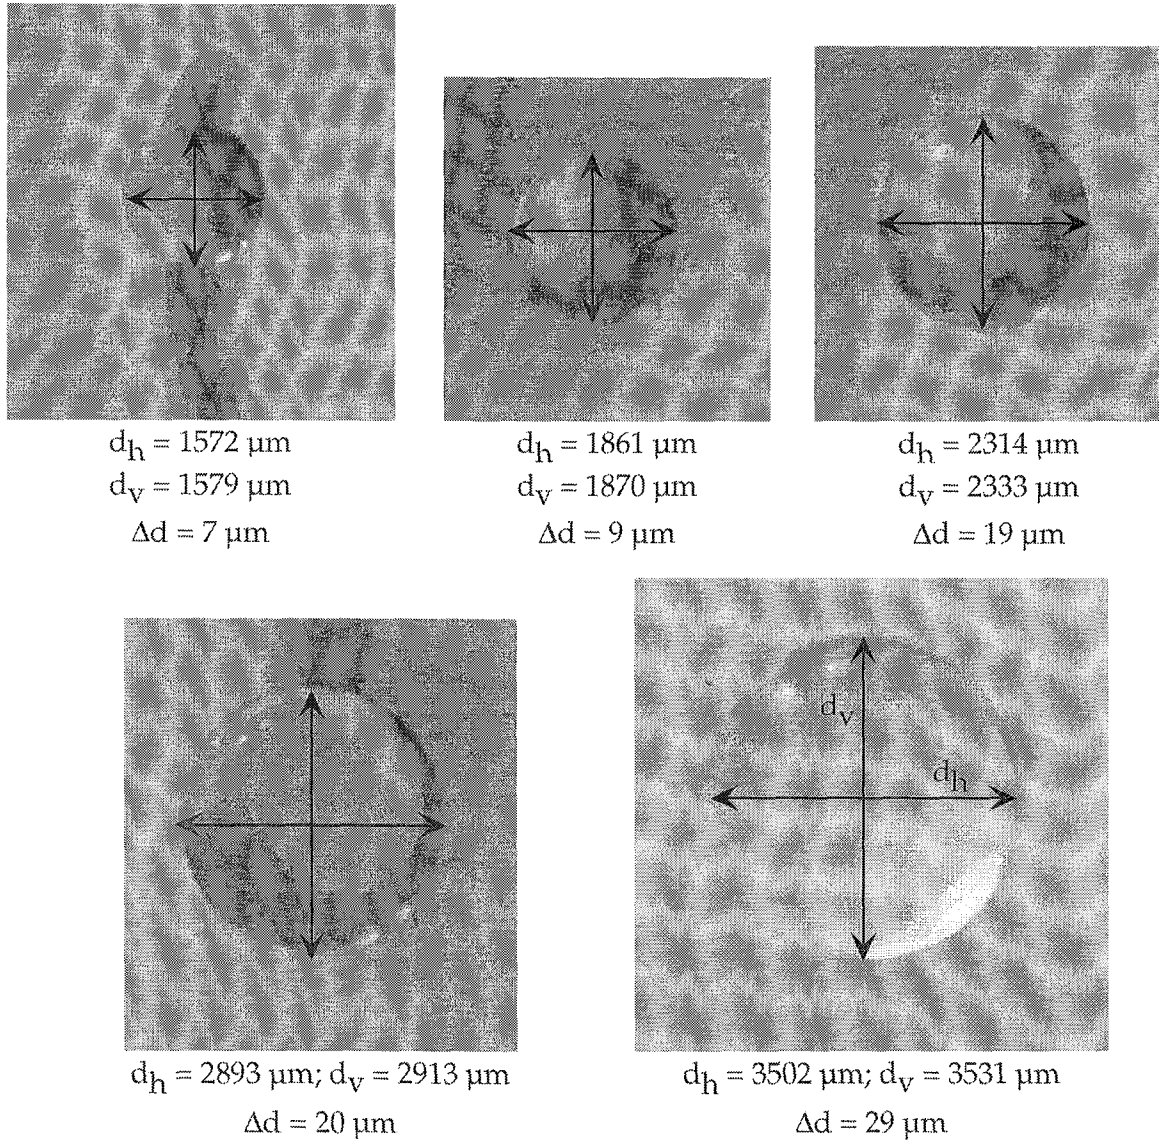 d_h = 1572 µm
d_v = 1579 µm
Δd = 7 µm
d_h = 1861 µm
d_v = 1870 µm
Δd = 9 µm
d_h = 2314 µm
d_v = 2333 µm
Δd = 19 µm
d_v
d_h
d_h = 2893 µm; d_v = 2913 µm
Δd = 20 µm
d_h = 3502 µm; d_v = 3531 µm
Δd = 29 µm